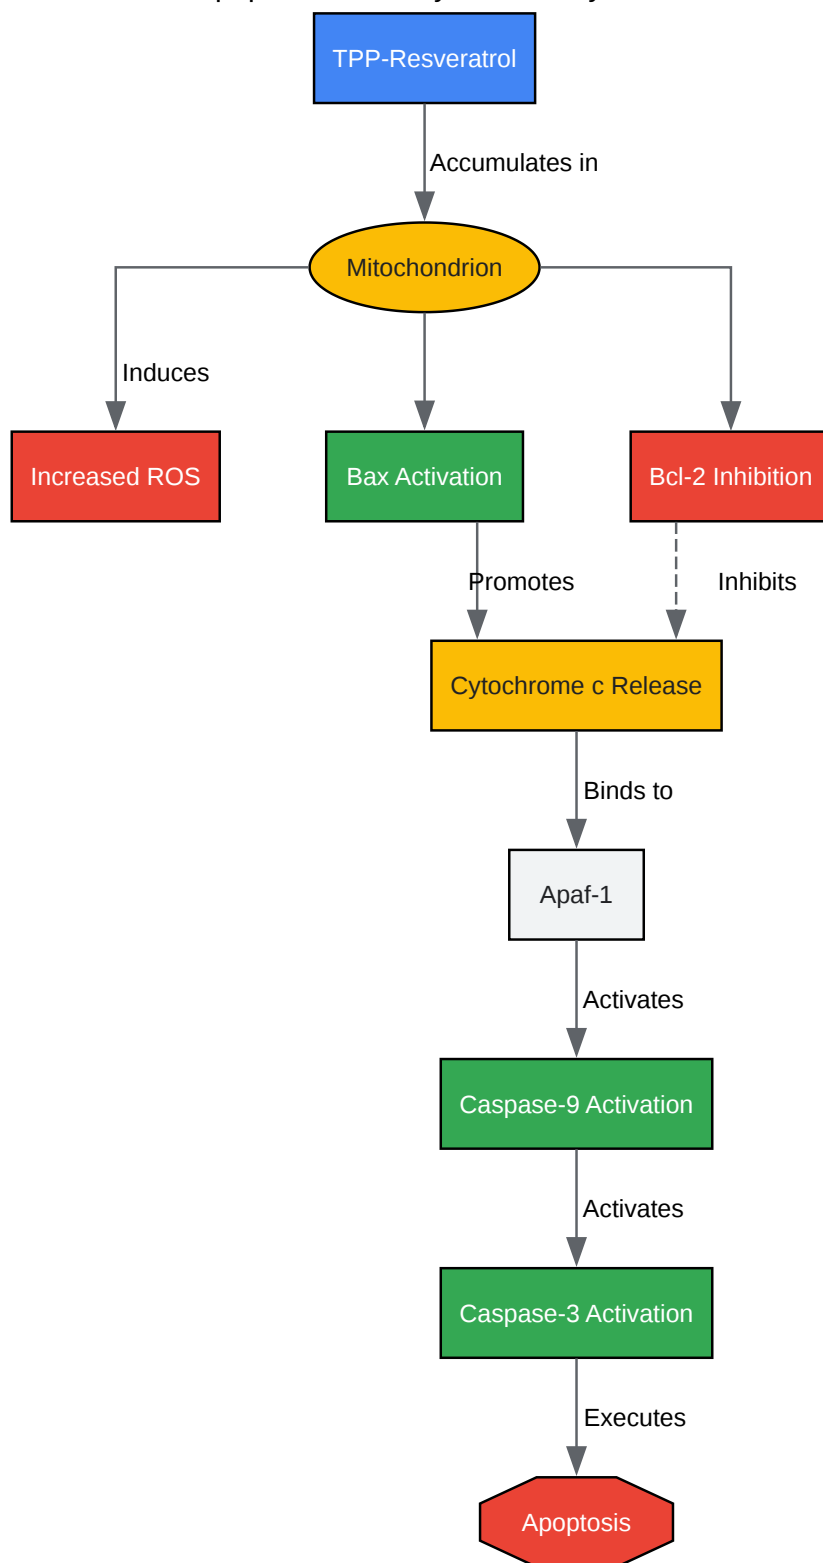 TPP-Resveratrol
Accumulates in
Mitochondrion
Induces
Increased ROS
Bax Activation
Bcl-2 Inhibition
Promotes
Inhibits
Cytochrome c Release
Binds to
Apaf-1
Activates
Caspase-9 Activation
Activates
Caspase-3 Activation
Executes
Apoptosis